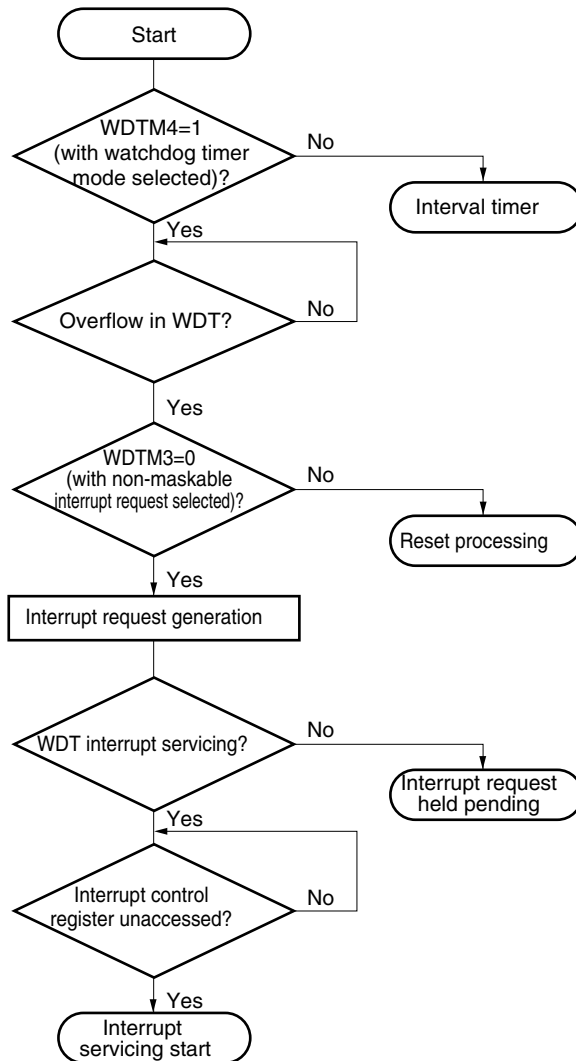 Start
WDTM4=1
(with watchdog timer
mode selected)?
No
Interval timer
Yes
Overflow in WDT?
No
Yes
WDTM3=0
(with non-maskable
interrupt request selected)?
No
Reset processing
Yes
Interrupt request generation
WDT interrupt servicing?
No
Interrupt request
held pending
Yes
Interrupt control
register unaccessed?
No
Yes
Interrupt
servicing start